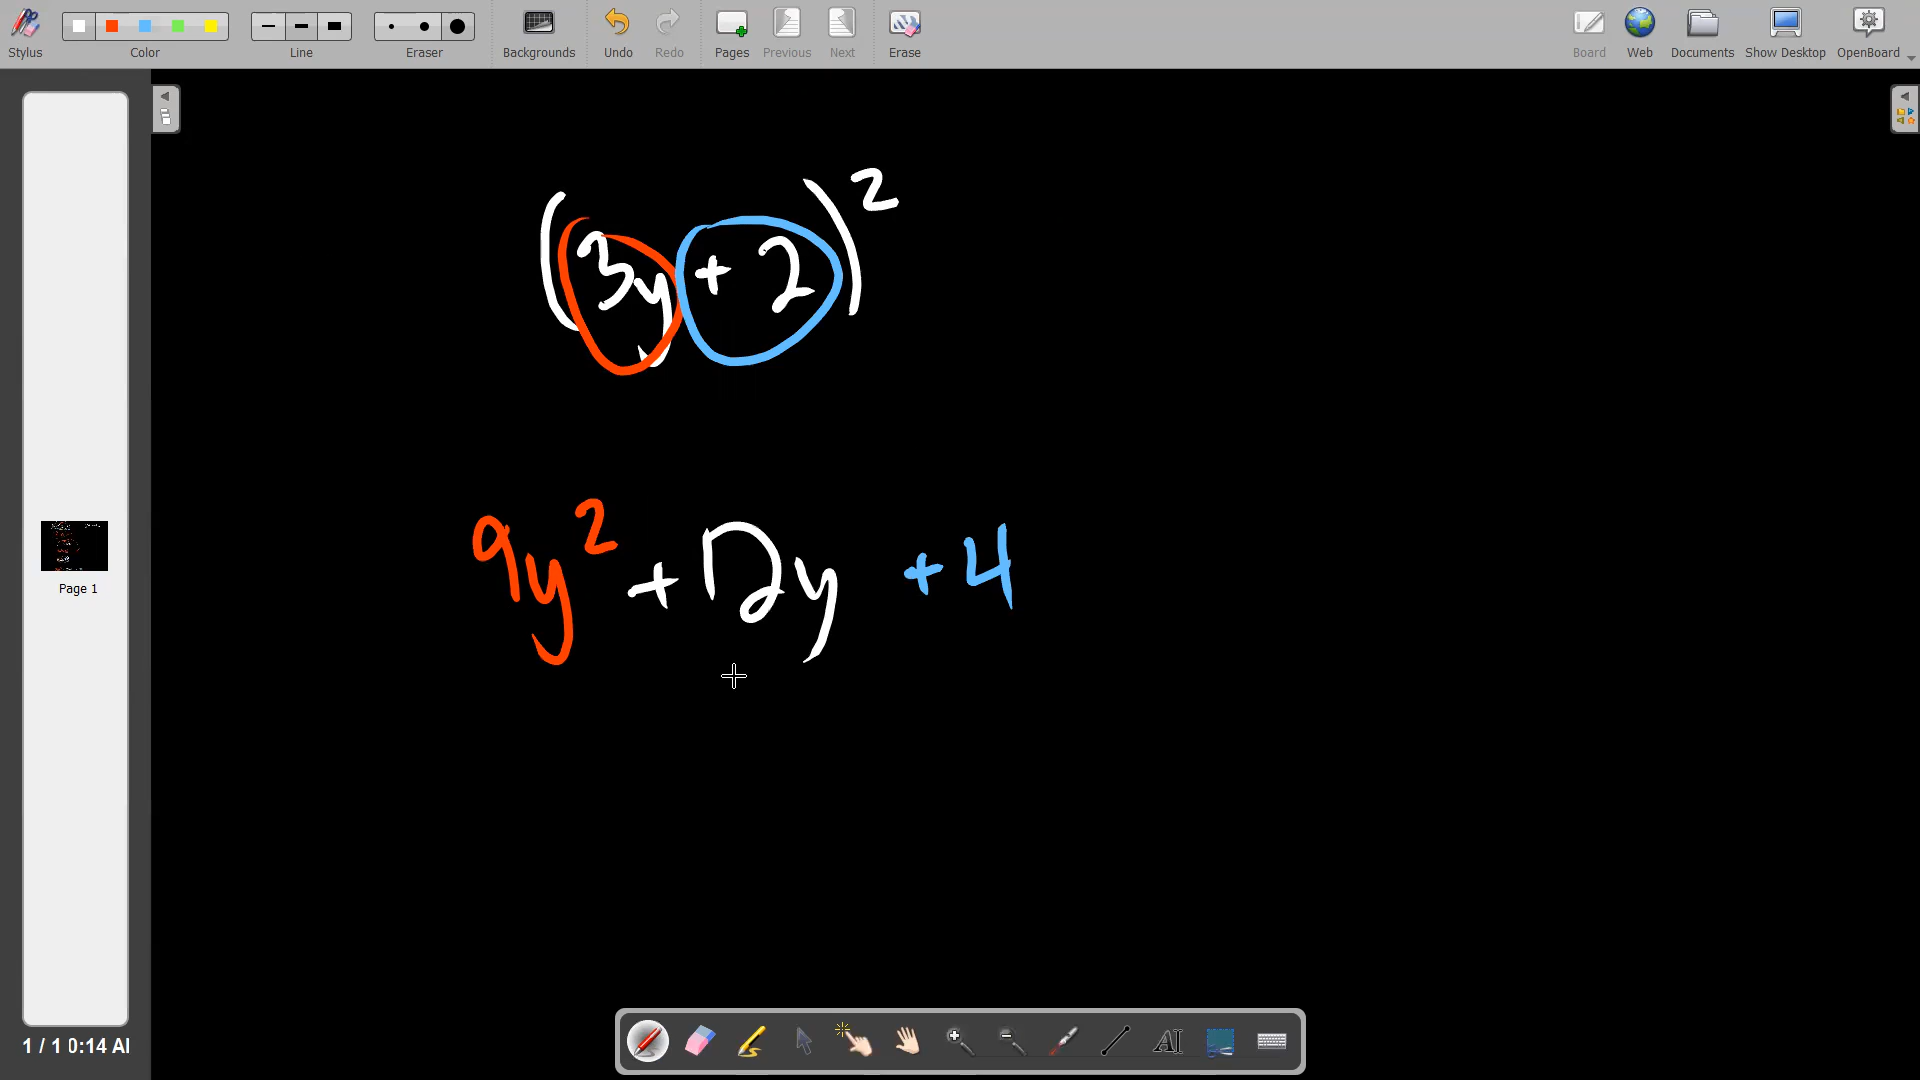 Stylus Color Line Eraser Backgrounds Undo Redo Pages Previous Next Erase Board Web Documents Show Desktop OpenBoard
(3y + 2)²
9y² + 12y + 4
Page 1
1 / 1 0:14 AI